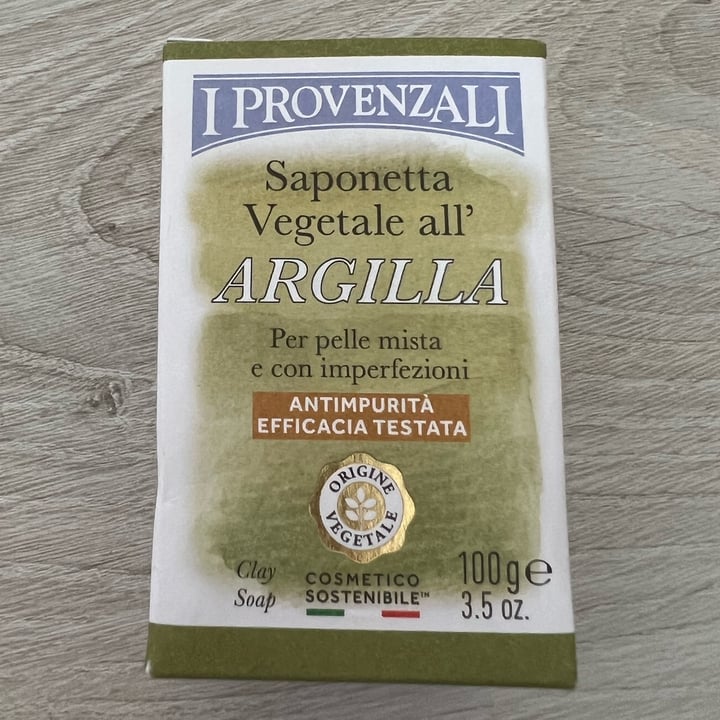 I PROVENZALI
Saponetta
Vegetale all'
ARGILLA
Per pelle mista
e con imperfezioni
ANTIMPURITÀ
EFFICACIA TESTATA
ORIGINE
VEGETALE
Clay
Soap
COSMETICO
SOSTENIBILE™
100g℮
3.5 oz.